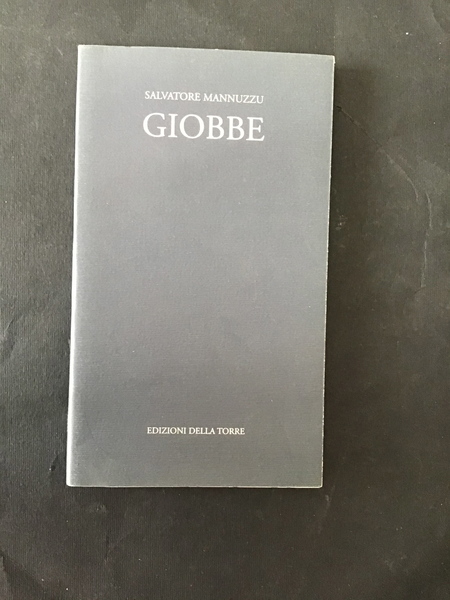 SALVATORE MANNUZZU
GIOBBE
EDIZIONI DELLA TORRE